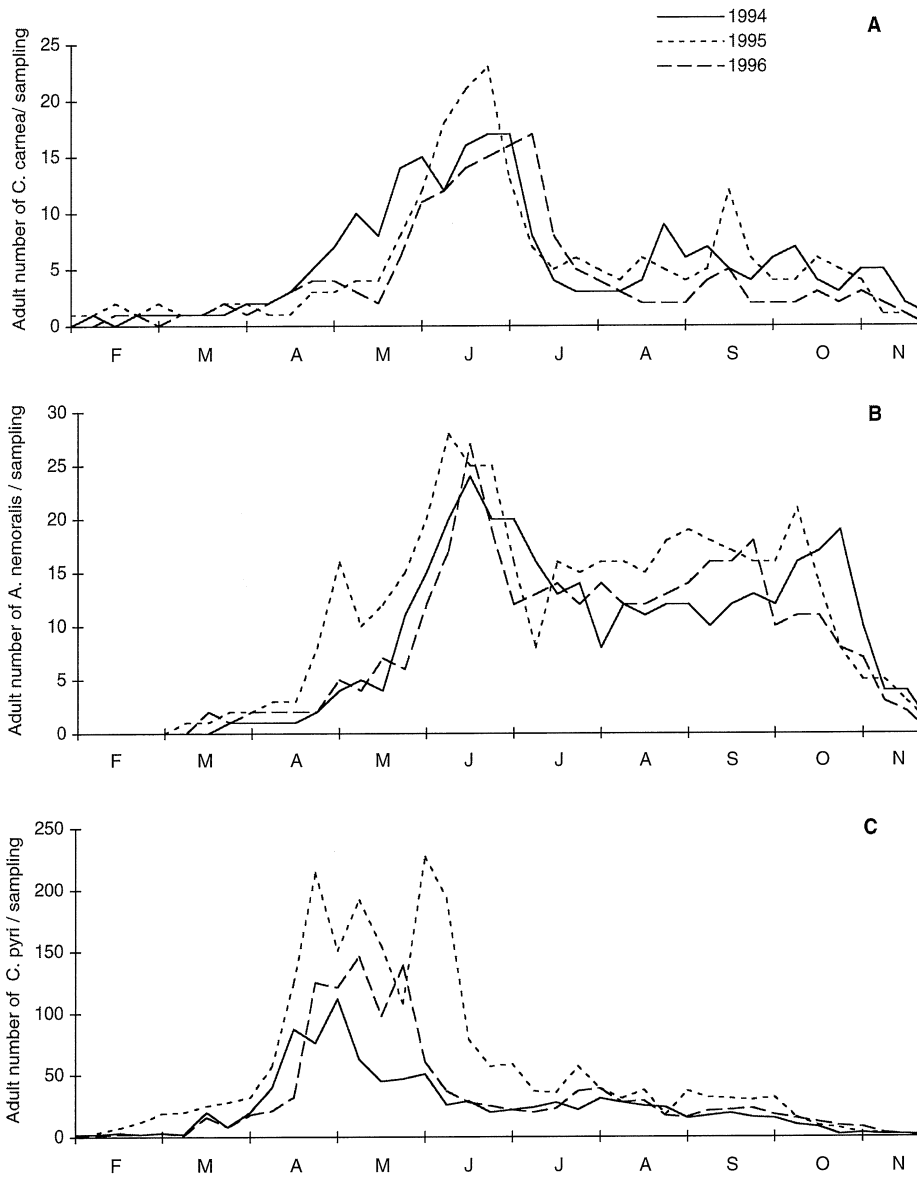 1994
1995
1996
A
Adult number of C. carnea/ sampling
25
20
15
10
5
0
F M A M J J A S O N
B
Adult number of A. nemoralis / sampling
30
25
20
15
10
5
0
F M A M J J A S O N
C
Adult number of C. pyri / sampling
250
200
150
100
50
0
F M A M J J A S O N